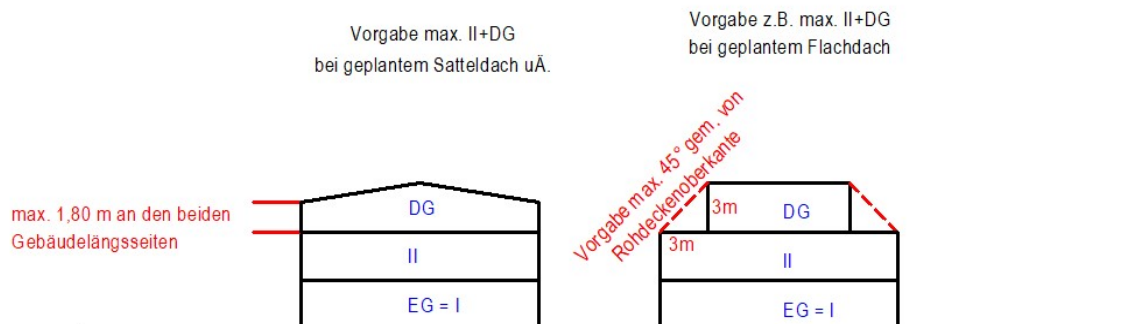 Vorgabe max. II+DG
bei geplantem Satteldach uÄ.
max. 1,80 m an den beiden
Gebäudelängsseiten
DG
II
EG = I
Vorgabe z.B. max. II+DG
bei geplantem Flachdach
Vorgabe max. 45° gem. von
Rohdeckenoberkante
3m
DG
3m
II
EG = I